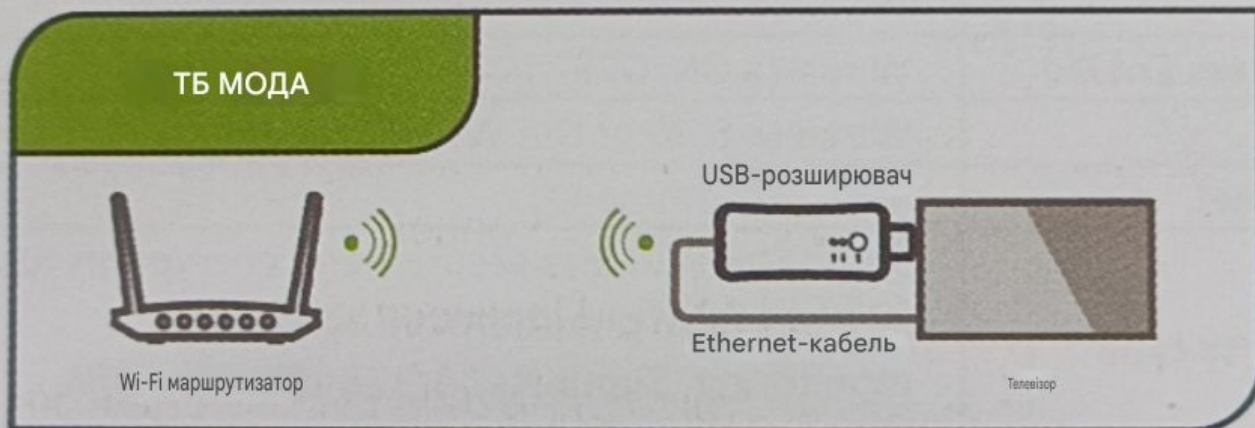 ТБ МОДА
USB-розширювач
Ethernet-кабель
Wi-Fi маршрутизатор
Телевізор